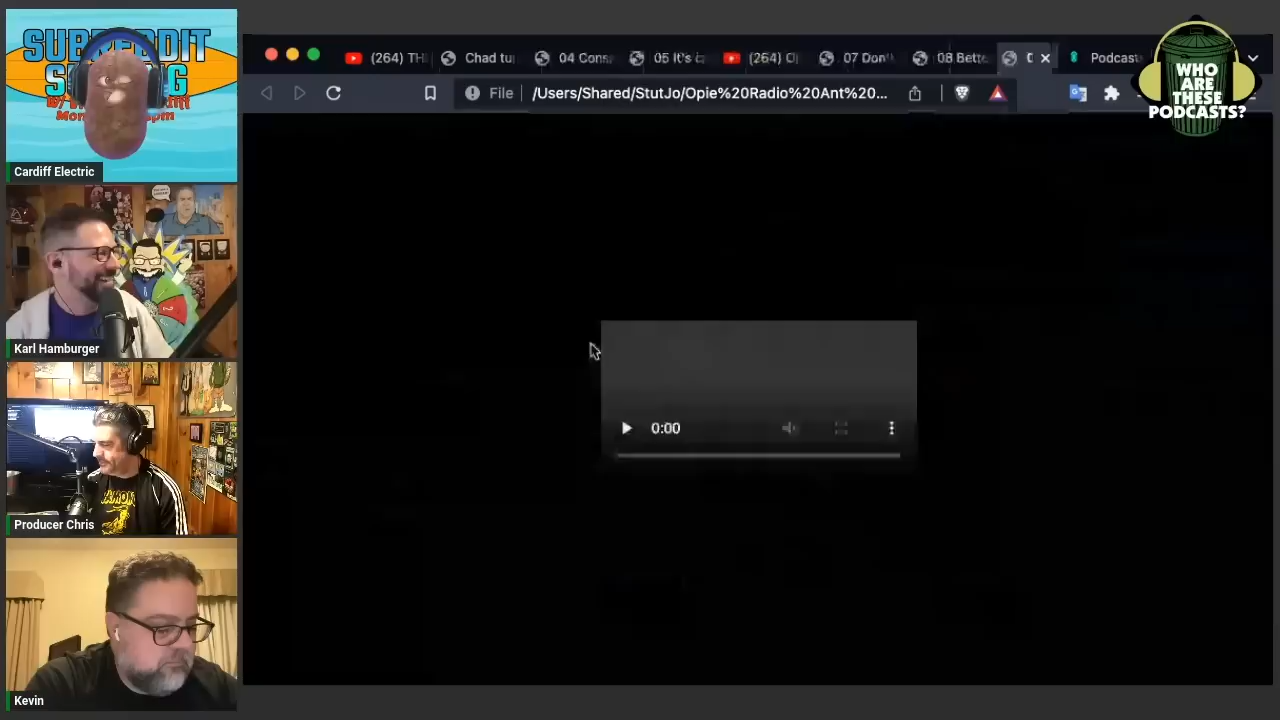 SUBREDDIT
Cardiff Electric
Karl Hamburger
Producer Chris
Kevin
(264) TH
Chad tu
04 Cons
05 It's
(264) O
07 Don'
08 Bette
Podcast
File
/Users/Shared/StutJo/Opie%20Radio%20Ant%20...
0:00
WHO
ARE
THESE
PODCASTS?